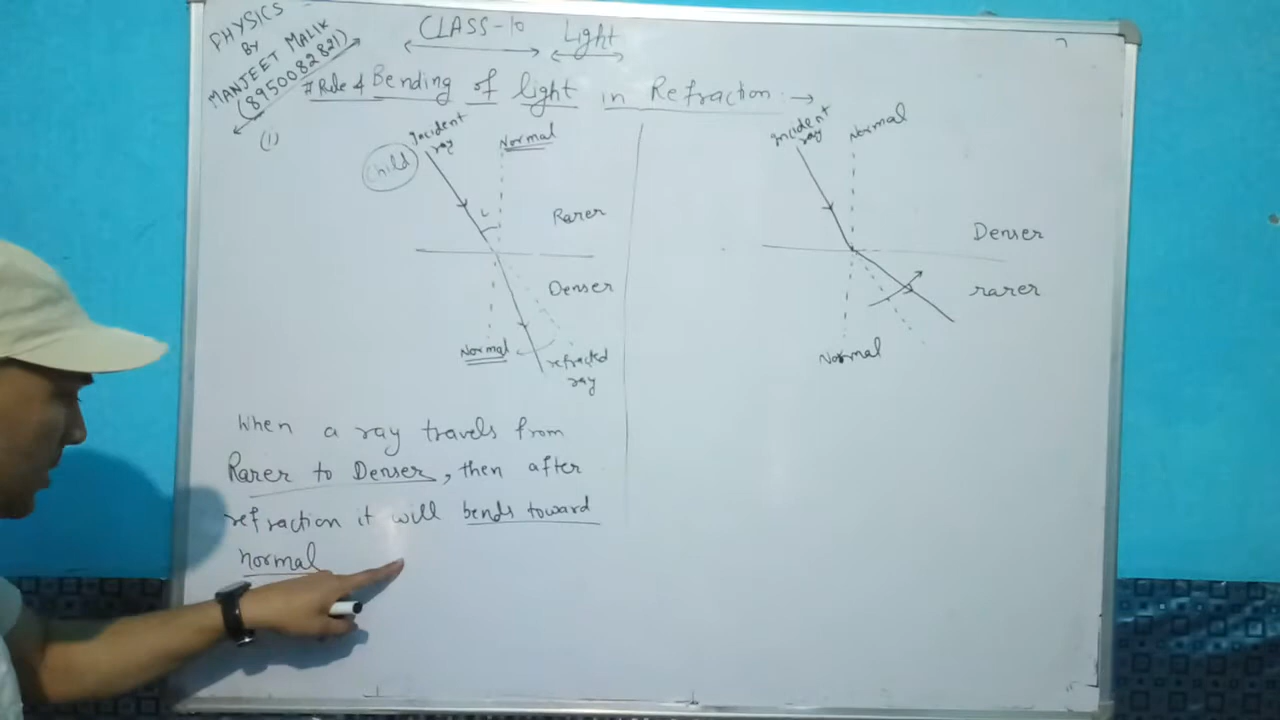 PHYSICS
BY
MANJEET MALIK
(8950082821)
CLASS-10 Light
# Rule of Bending of light in Refraction →
(1)
Child
Incident
ray
Normal
i
Rarer
Denser
Normal
refracted
ray
Incident
ray
Normal
Denser
rarer
Normal
When a ray travels from
Rarer to Denser, then after
refraction it will bends toward
normal